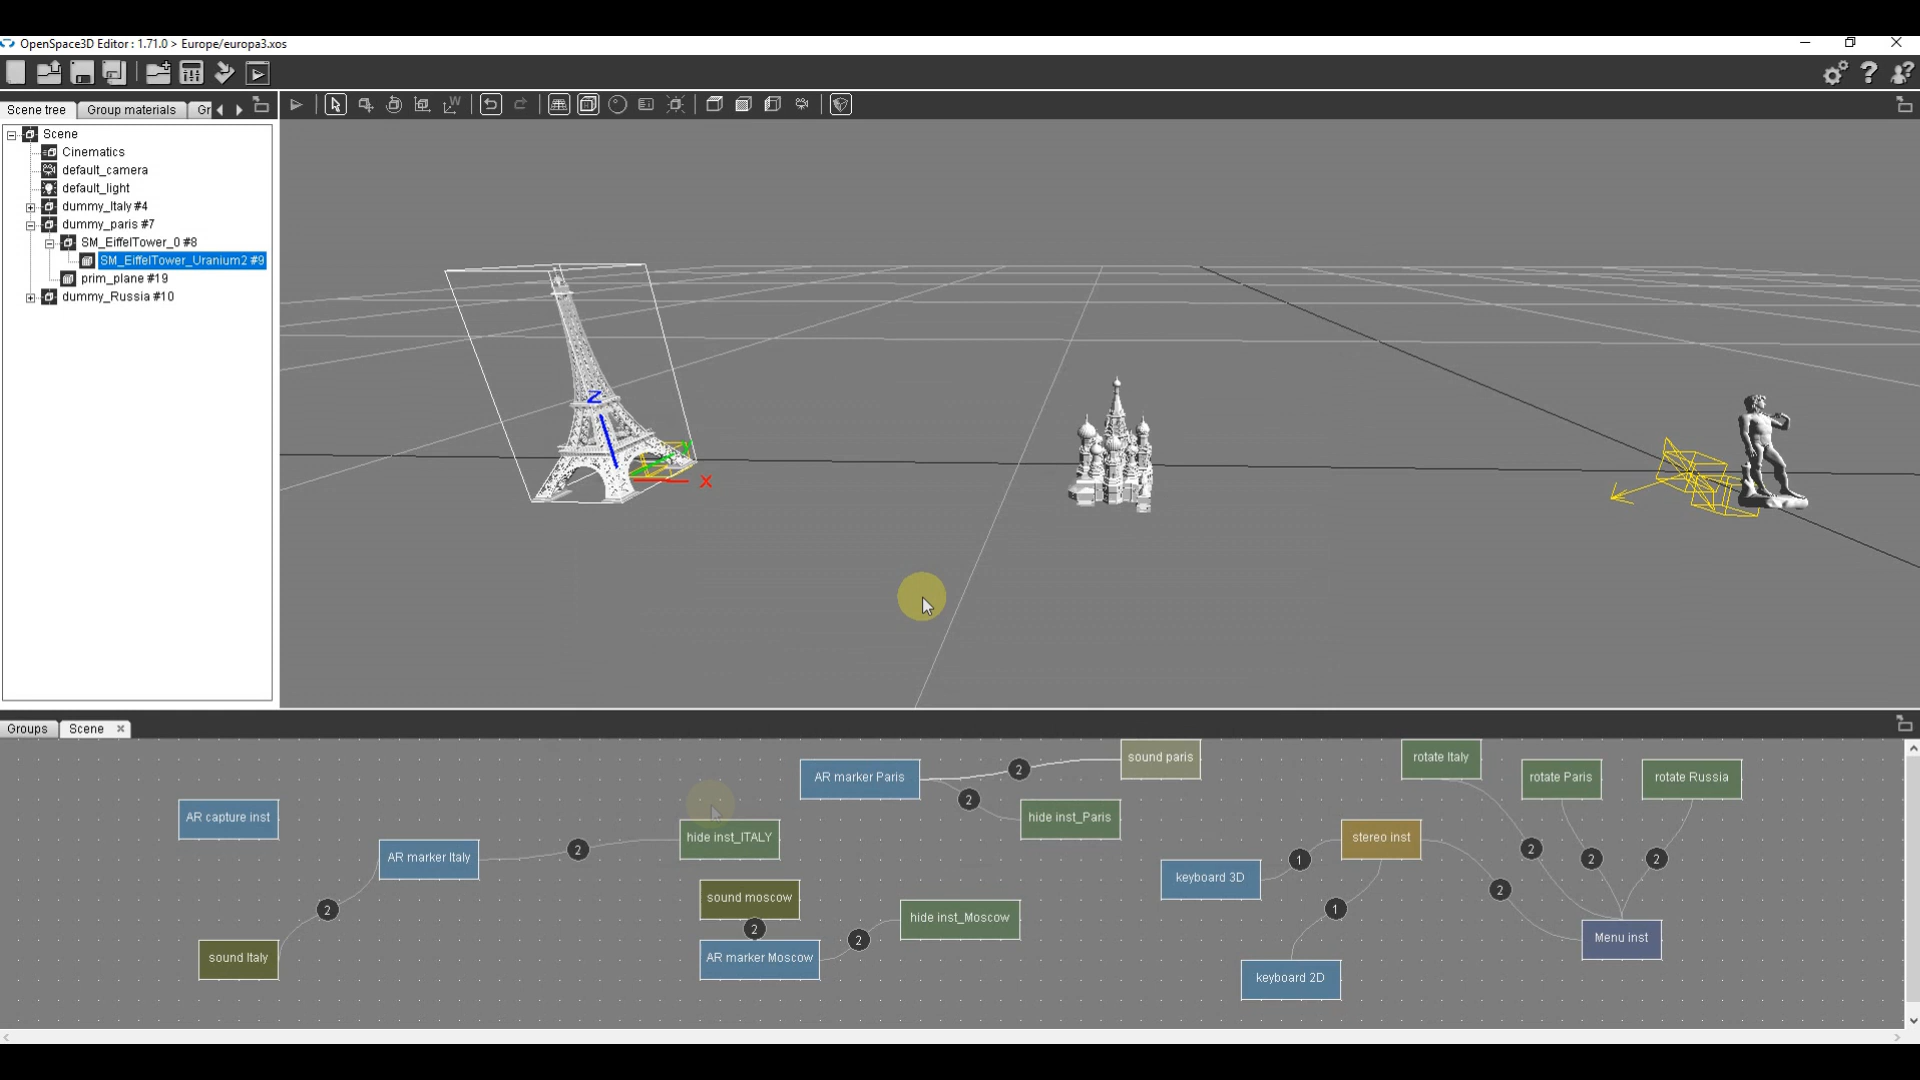 OpenSpace3D Editor : 1.71.0 > Europe/europa3.xos
Scene tree
Group materials
Gr
Scene
Cinematics
default_camera
default_light
dummy_Italy #4
dummy_paris #7
SM_EiffelTower_0 #8
SM_EiffelTower_Uranium2 #9
prim_plane #19
dummy_Russia #10
Z
Y
X
Groups
Scene
sound paris
rotate Italy
AR marker Paris
2
rotate Paris
rotate Russia
2
AR capture inst
hide inst_Paris
hide inst_ITALY
stereo inst
AR marker Italy
2
1
2
2
2
keyboard 3D
sound moscow
2
2
1
hide inst_Moscow
2
2
Menu inst
sound Italy
AR marker Moscow
keyboard 2D